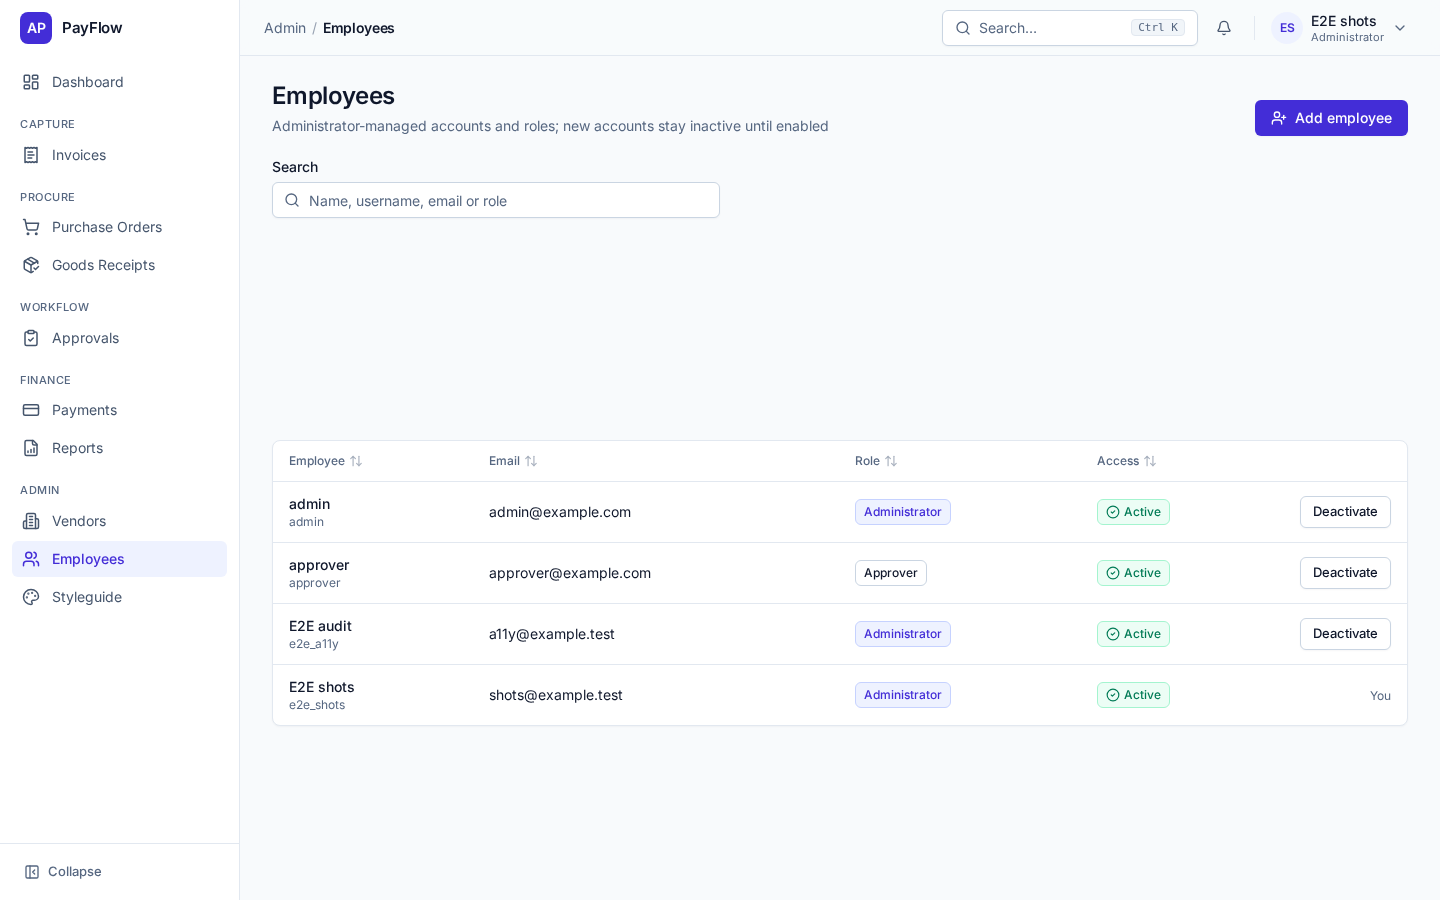 AP PayFlow
Admin / Employees
Search...
Ctrl K
ES
E2E shots
Administrator
Dashboard
CAPTURE
Invoices
PROCURE
Purchase Orders
Goods Receipts
WORKFLOW
Approvals
FINANCE
Payments
Reports
ADMIN
Vendors
Employees
Styleguide
Collapse
Employees
Administrator-managed accounts and roles; new accounts stay inactive until enabled
Add employee
Search
Name, username, email or role
Employee Email Role Access
admin
admin
admin@example.com Administrator Active Deactivate
approver
approver
approver@example.com Approver Active Deactivate
E2E audit
e2e_a11y
a11y@example.test Administrator Active Deactivate
E2E shots
e2e_shots
shots@example.test Administrator Active You